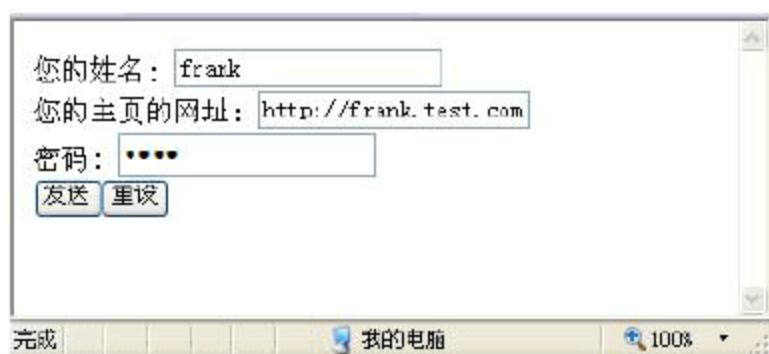 您的姓名：frank
您的主页的网址：http://frank.test.com
密码：••••
发送 重设
完成 我的电脑 100%